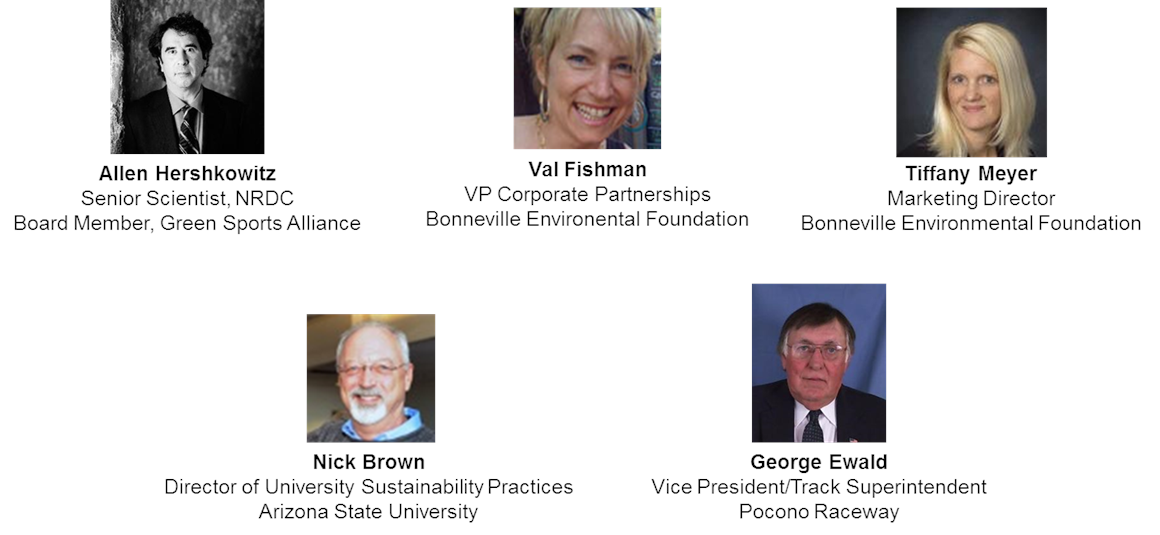 Allen Hershkowitz
Senior Scientist, NRDC
Board Member, Green Sports Alliance
Val Fishman
VP Corporate Partnerships
Bonneville Environental Foundation
Tiffany Meyer
Marketing Director
Bonneville Environmental Foundation
Nick Brown
Director of University Sustainability Practices
Arizona State University
George Ewald
Vice President/Track Superintendent
Pocono Raceway